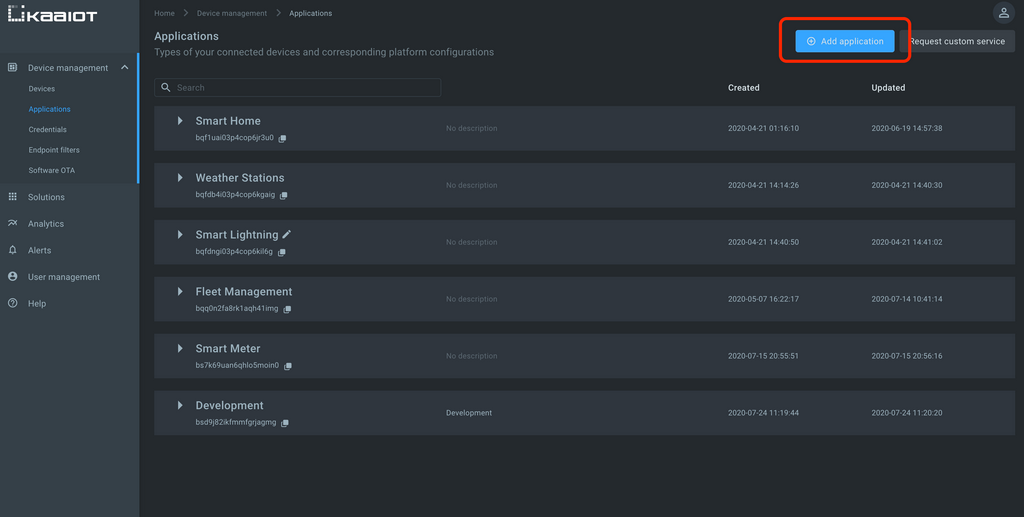 KaaIoT
Home > Device management > Applications
Applications
Types of your connected devices and corresponding platform configurations
Add application
Request custom service
Device management
Devices
Applications
Credentials
Endpoint filters
Software OTA
Solutions
Analytics
Alerts
User management
Help
Search
Created
Updated
Smart Home
bqf1uai03p4cop6jr3u0
No description
2020-04-21 01:16:10
2020-06-19 14:57:38
Weather Stations
bqfdb4i03p4cop6kgaig
No description
2020-04-21 14:14:26
2020-04-21 14:40:30
Smart Lightning
bqfdngi03p4cop6kil6g
No description
2020-04-21 14:40:50
2020-04-21 14:41:02
Fleet Management
bqq0n2fa8rk1aqh41img
No description
2020-05-07 16:22:17
2020-07-14 10:41:14
Smart Meter
bs7k69uan6qhlo5moin0
No description
2020-07-15 20:55:51
2020-07-15 20:56:16
Development
bsd9j82ikfmmfgrjagmg
Development
2020-07-24 11:19:44
2020-07-24 11:20:20